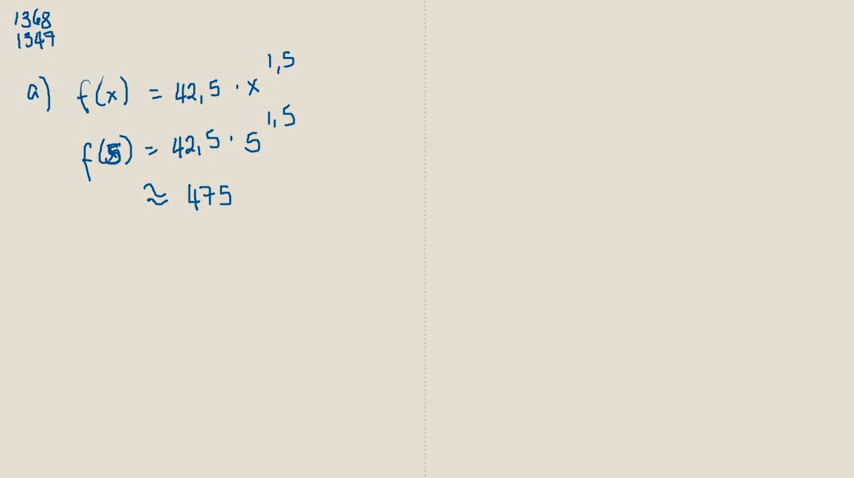 1368
1347
a) f(x) = 42,5 · x^1,5
f(5) = 42,5 · 5^1,5
≈ 475